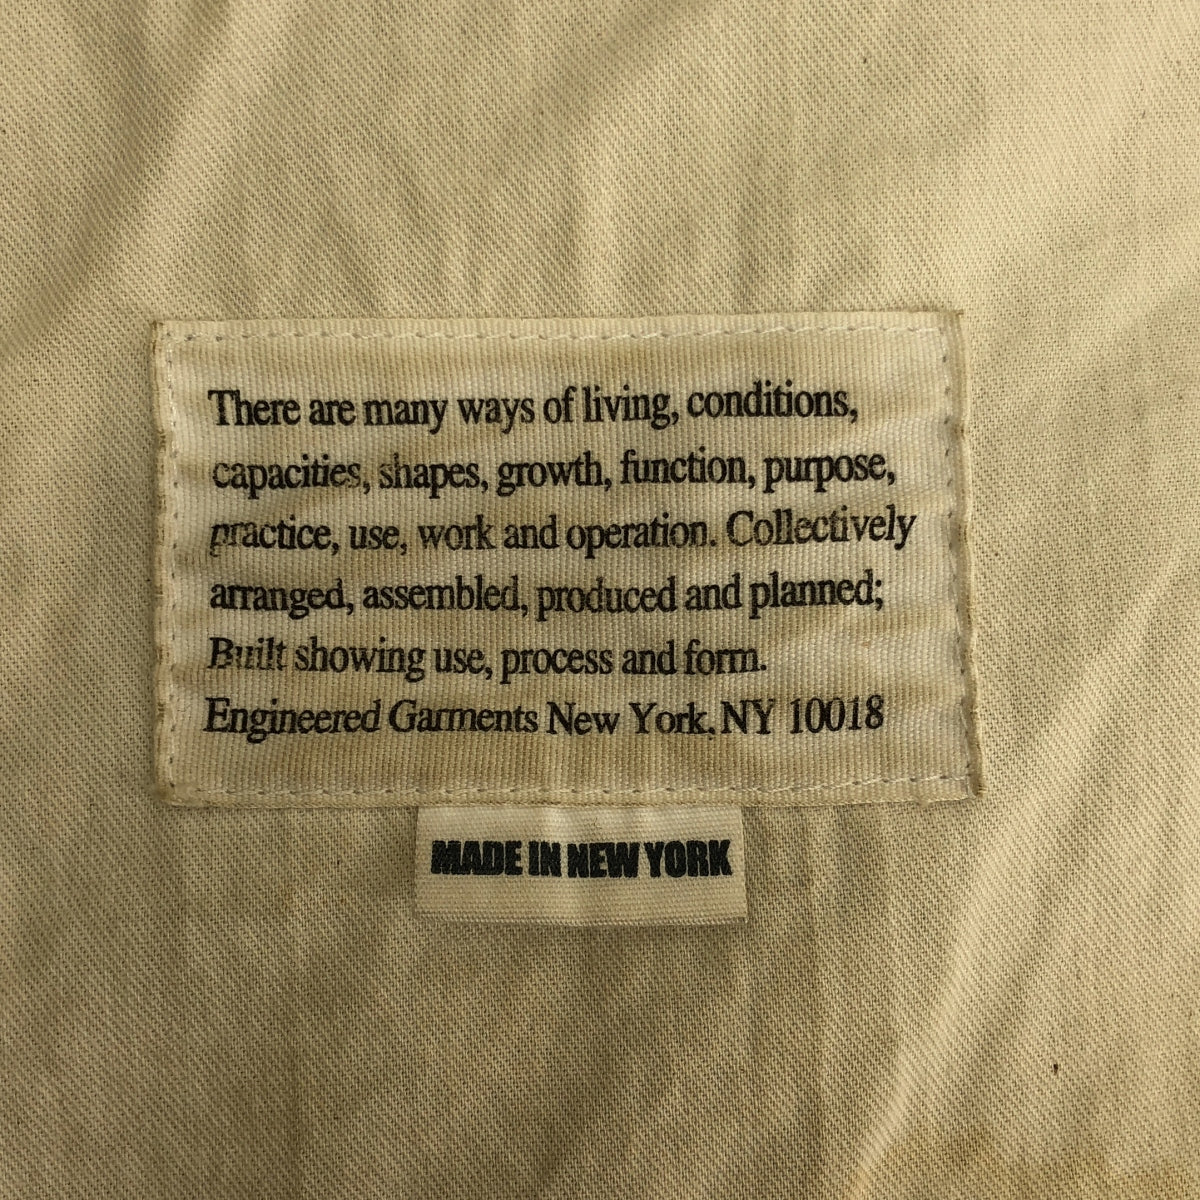 There are many ways of living, conditions,
capacities, shapes, growth, function, purpose,
practice, use, work and operation. Collectively
arranged, assembled, produced and planned;
Built showing use, process and form.
Engineered Garments New York, NY 10018
MADE IN NEW YORK